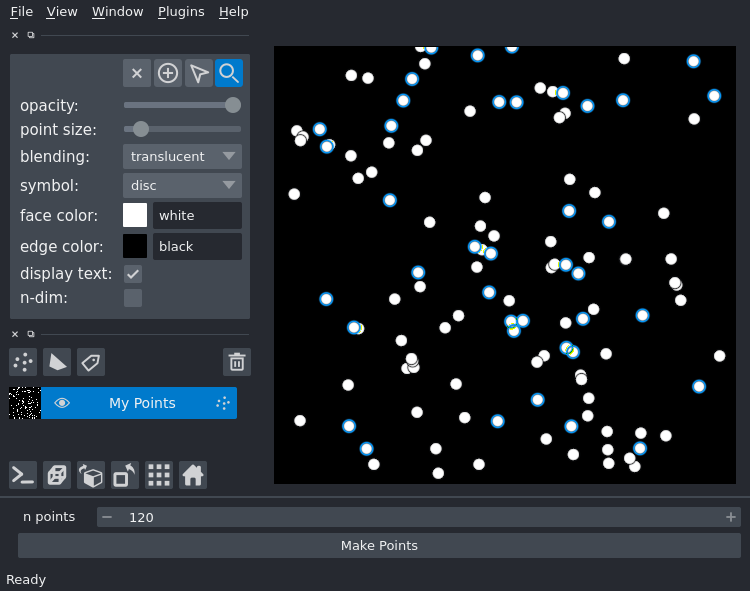 File View Window Plugins Help
opacity:
point size:
blending: translucent
symbol: disc
face color: white
edge color: black
display text:
n-dim:
My Points
n points 120
Make Points
Ready